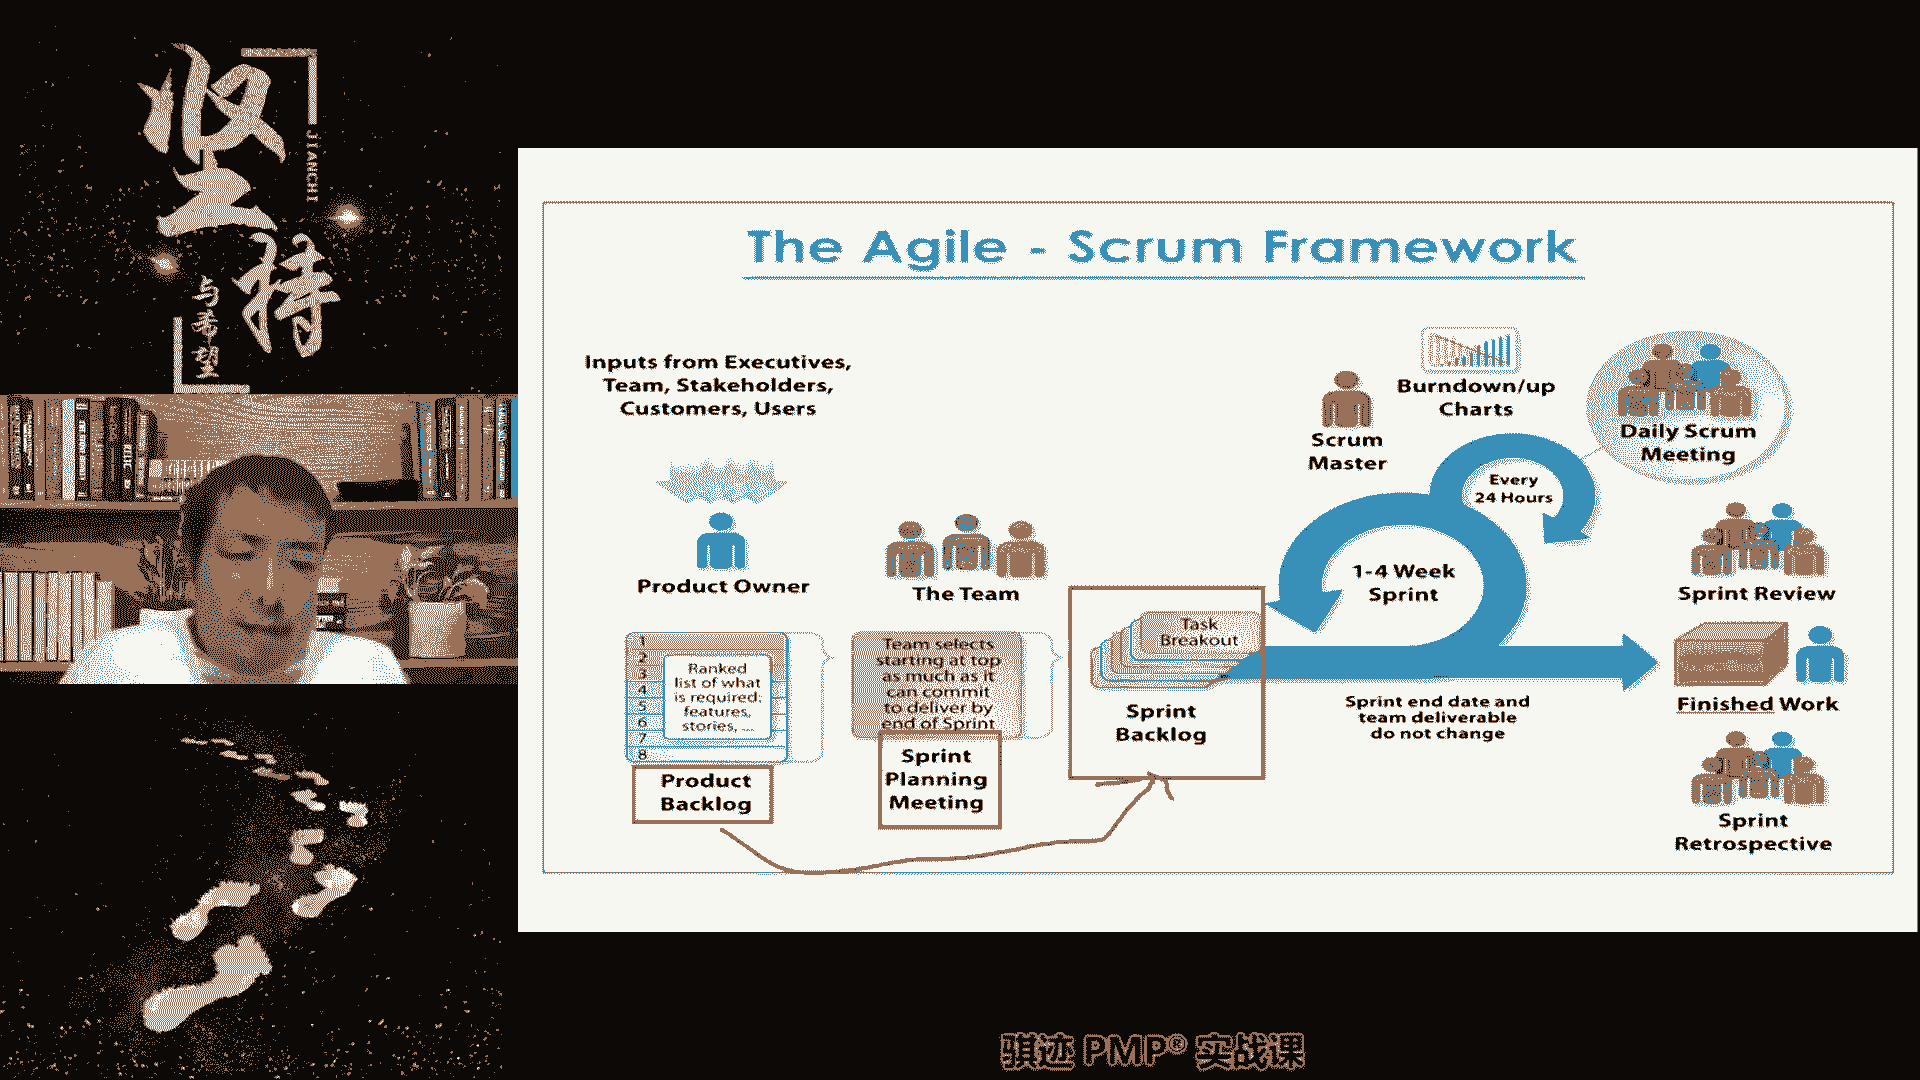 坚持
JIANCHI
与希望
The Agile - Scrum Framework
Inputs from Executives,
Team, Stakeholders,
Customers, Users
Product Owner
The Team
1
2
3
4
5
6
7
8
Ranked
list of what
is required:
features,
stories, ...
Product
Backlog
Team selects
starting at top
as much as it
can commit
to deliver by
end of Sprint
Sprint
Planning
Meeting
Task
Breakout
Sprint
Backlog
Scrum
Master
Burndown/up
Charts
Every
24 Hours
1-4 Week
Sprint
Sprint end date and
team deliverable
do not change
Daily Scrum
Meeting
Sprint Review
Finished Work
Sprint
Retrospective
骐迹 PMP® 实战课